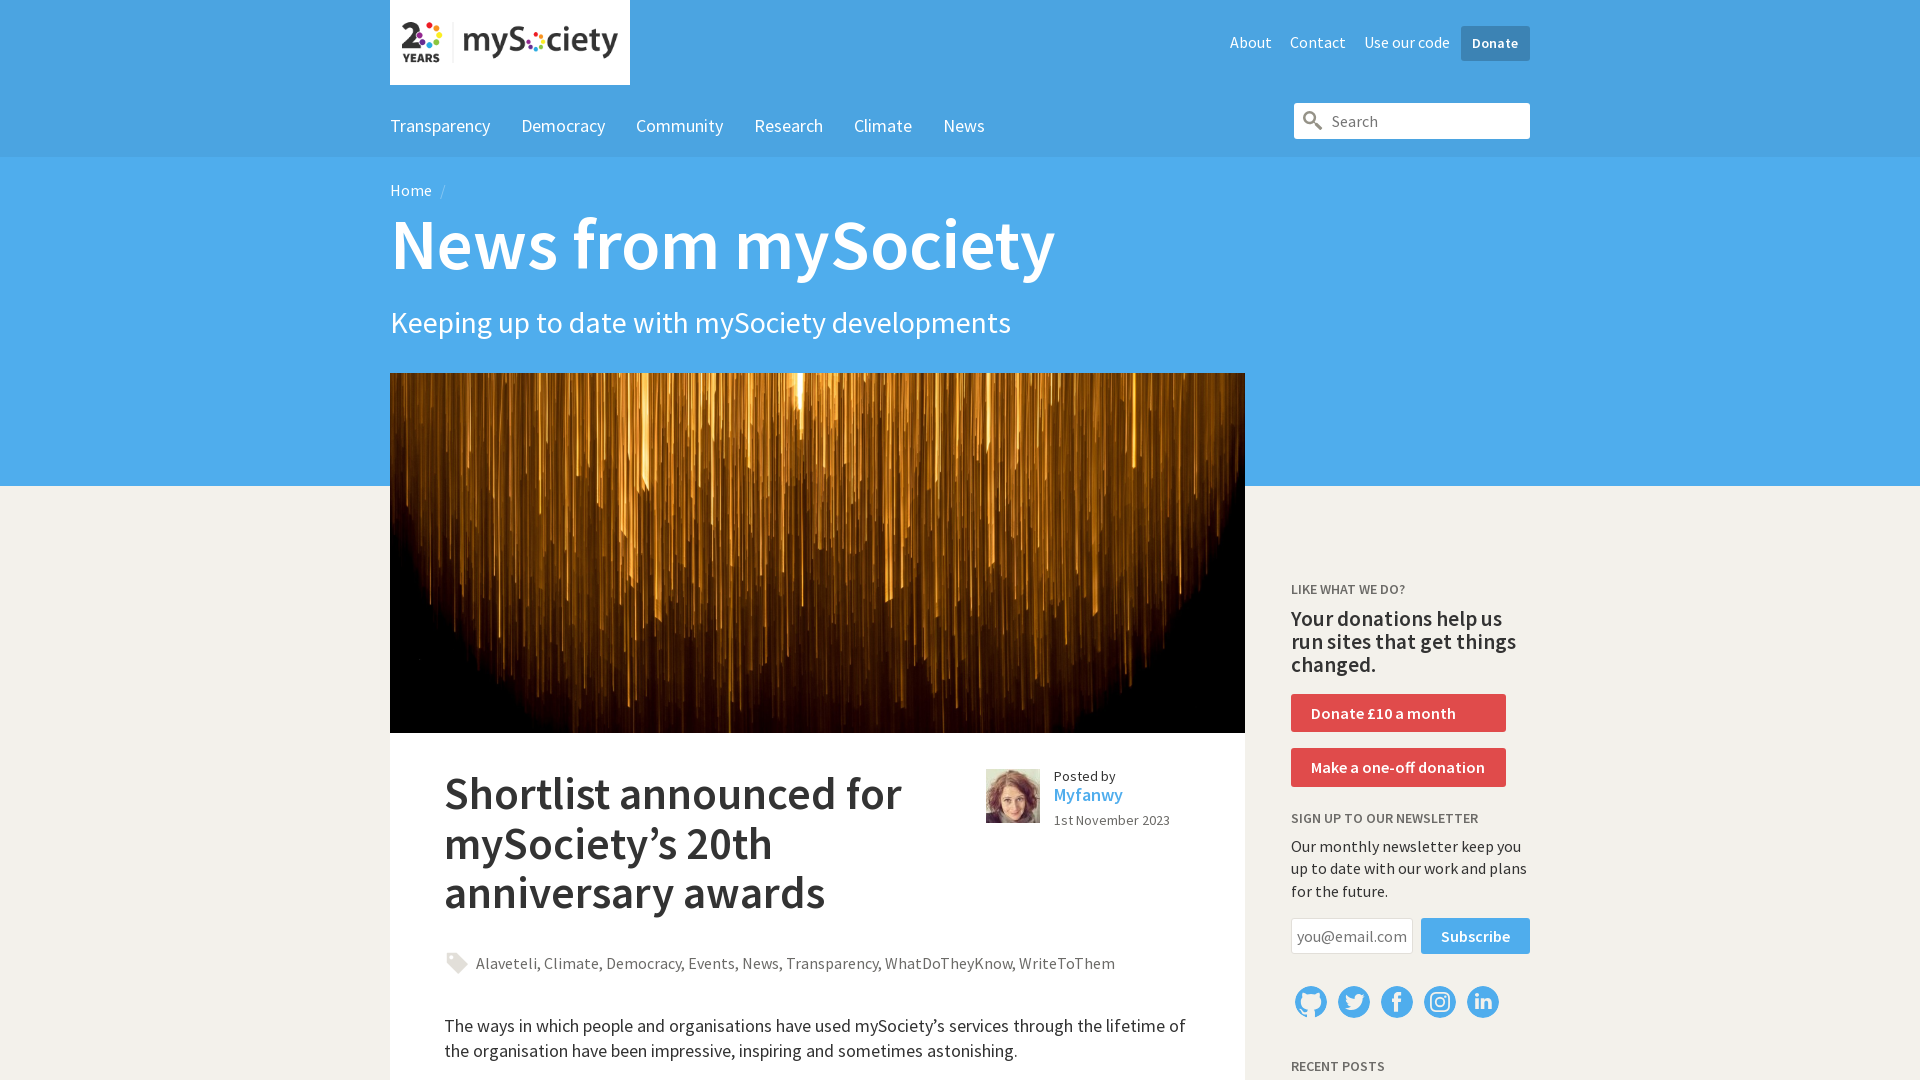 20 YEARS
mySociety
About
Contact
Use our code
Donate
Transparency
Democracy
Community
Research
Climate
News
Search
Home /
News from mySociety
Keeping up to date with mySociety developments
Shortlist announced for
mySociety’s 20th
anniversary awards
Posted by
Myfanwy
1st November 2023
Alaveteli, Climate, Democracy, Events, News, Transparency, WhatDoTheyKnow, WriteToThem
The ways in which people and organisations have used mySociety’s services through the lifetime of
the organisation have been impressive, inspiring and sometimes astonishing.
LIKE WHAT WE DO?
Your donations help us
run sites that get things
changed.
Donate £10 a month
Make a one-off donation
SIGN UP TO OUR NEWSLETTER
Our monthly newsletter keep you
up to date with our work and plans
for the future.
you@email.com
Subscribe
RECENT POSTS